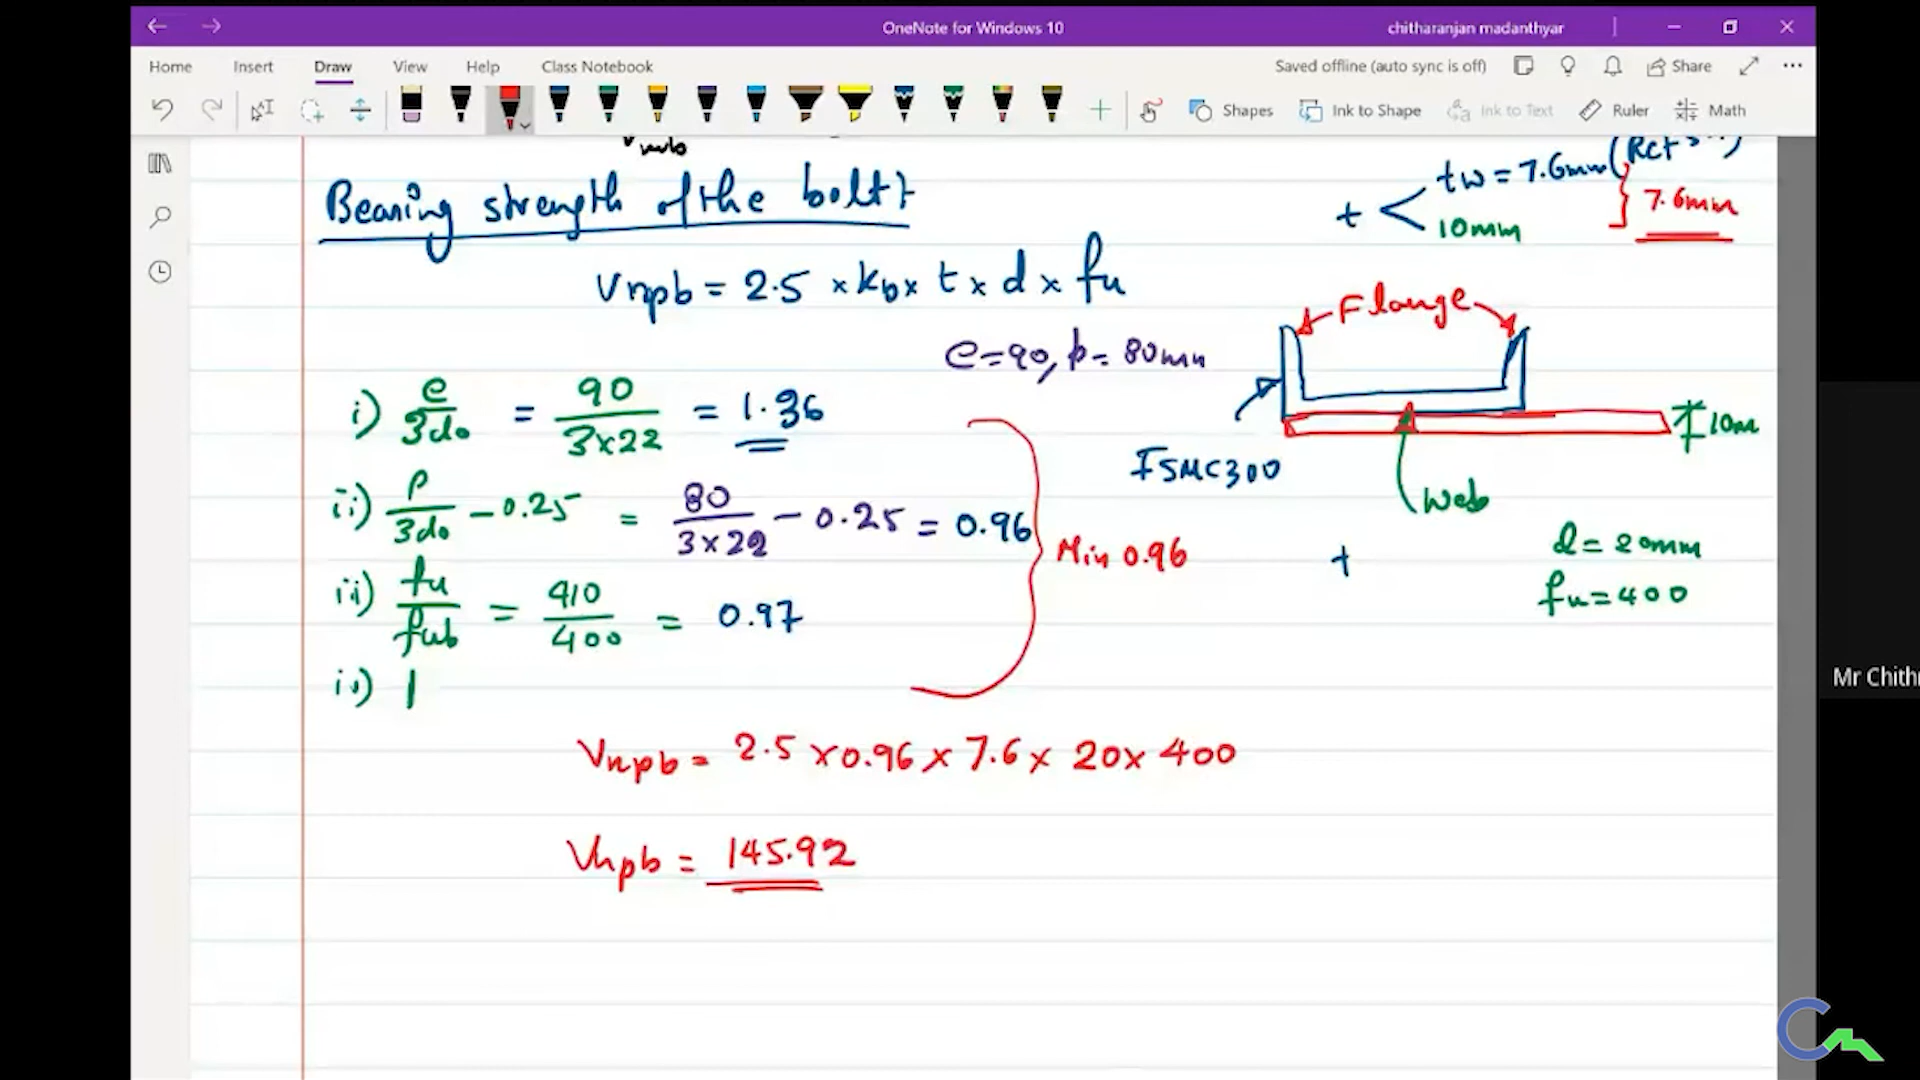 OneNote for Windows 10
chitharanjan madanthyar
Home Insert Draw View Help Class Notebook
Saved offline (auto sync is off) Share
Shapes Ink to Shape Ink to Text Ruler Math
Bearing strength of the bolt:
Vnpb = 2.5 × kb × t × d × fu
t < tw = 7.6mm
10mm
7.6mm
Flange
e=90, p= 80mm
i) e/3do = 90/3×22 = 1.36
ii) p/3do - 0.25 = 80/3×22 - 0.25 = 0.96
iii) fu/fub = 410/400 = 0.97
iv) 1
Min 0.96
ISMC300
10m
Web
+
d = 20mm
fu = 400
Vnpb = 2.5 × 0.96 × 7.6 × 20 × 400
Vnpb = 145.92
Mr Chith